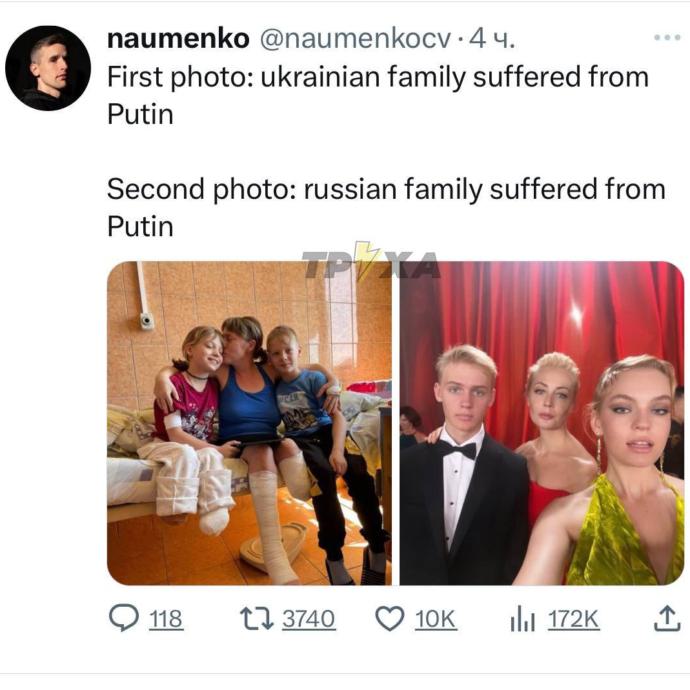 naumenko @naumenkocv · 4 ч.
First photo: ukrainian family suffered from
Putin
Second photo: russian family suffered from
Putin
ТРУХА
118 3740 10K 172K